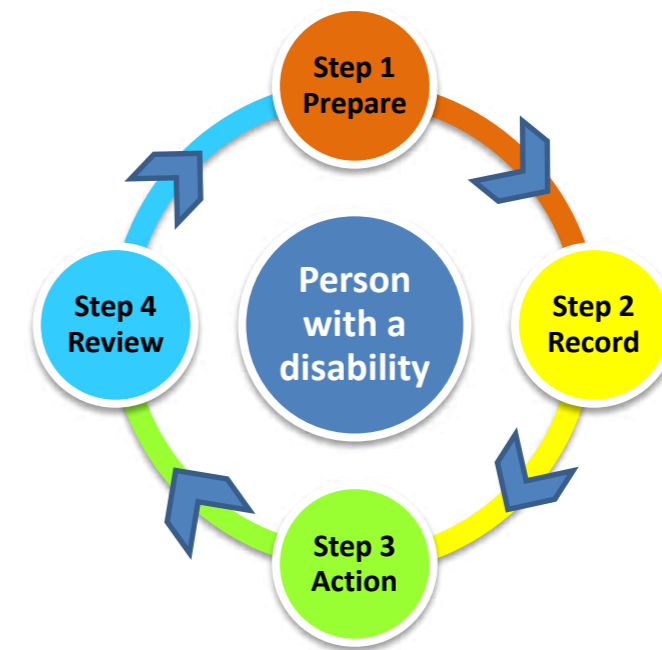 Step 1
Prepare
Step 2
Record
Step 3
Action
Step 4
Review
Person
with a
disability